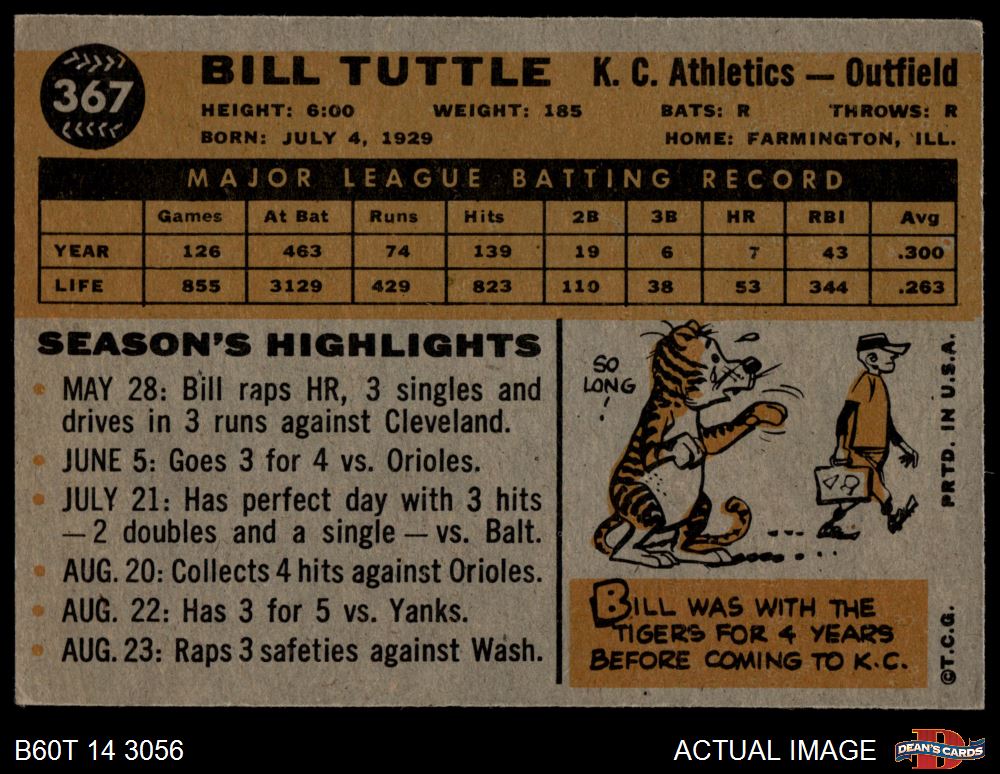 367
BILL TUTTLE K. C. Athletics — Outfield
HEIGHT: 6:00 WEIGHT: 185 BATS: R THROWS: R
BORN: JULY 4, 1929 HOME: FARMINGTON, ILL.
MAJOR LEAGUE BATTING RECORD
Games At Bat Runs Hits 2B 3B HR RBI Avg
YEAR 126 463 74 139 19 6 7 43 .300
LIFE 855 3129 429 823 110 38 53 344 .263
SEASON'S HIGHLIGHTS
• MAY 28: Bill raps HR, 3 singles and
drives in 3 runs against Cleveland.
• JUNE 5: Goes 3 for 4 vs. Orioles.
• JULY 21: Has perfect day with 3 hits
—2 doubles and a single—vs. Balt.
• AUG. 20: Collects 4 hits against Orioles.
• AUG. 22: Has 3 for 5 vs. Yanks.
• AUG. 23: Raps 3 safeties against Wash.
SO
LONG
!
BILL WAS WITH THE
TIGERS FOR 4 YEARS
BEFORE COMING TO K.C.
PRTD. IN U.S.A.
©T.C.G.
B60T 14 3056
ACTUAL IMAGE
DEAN'S CARDS